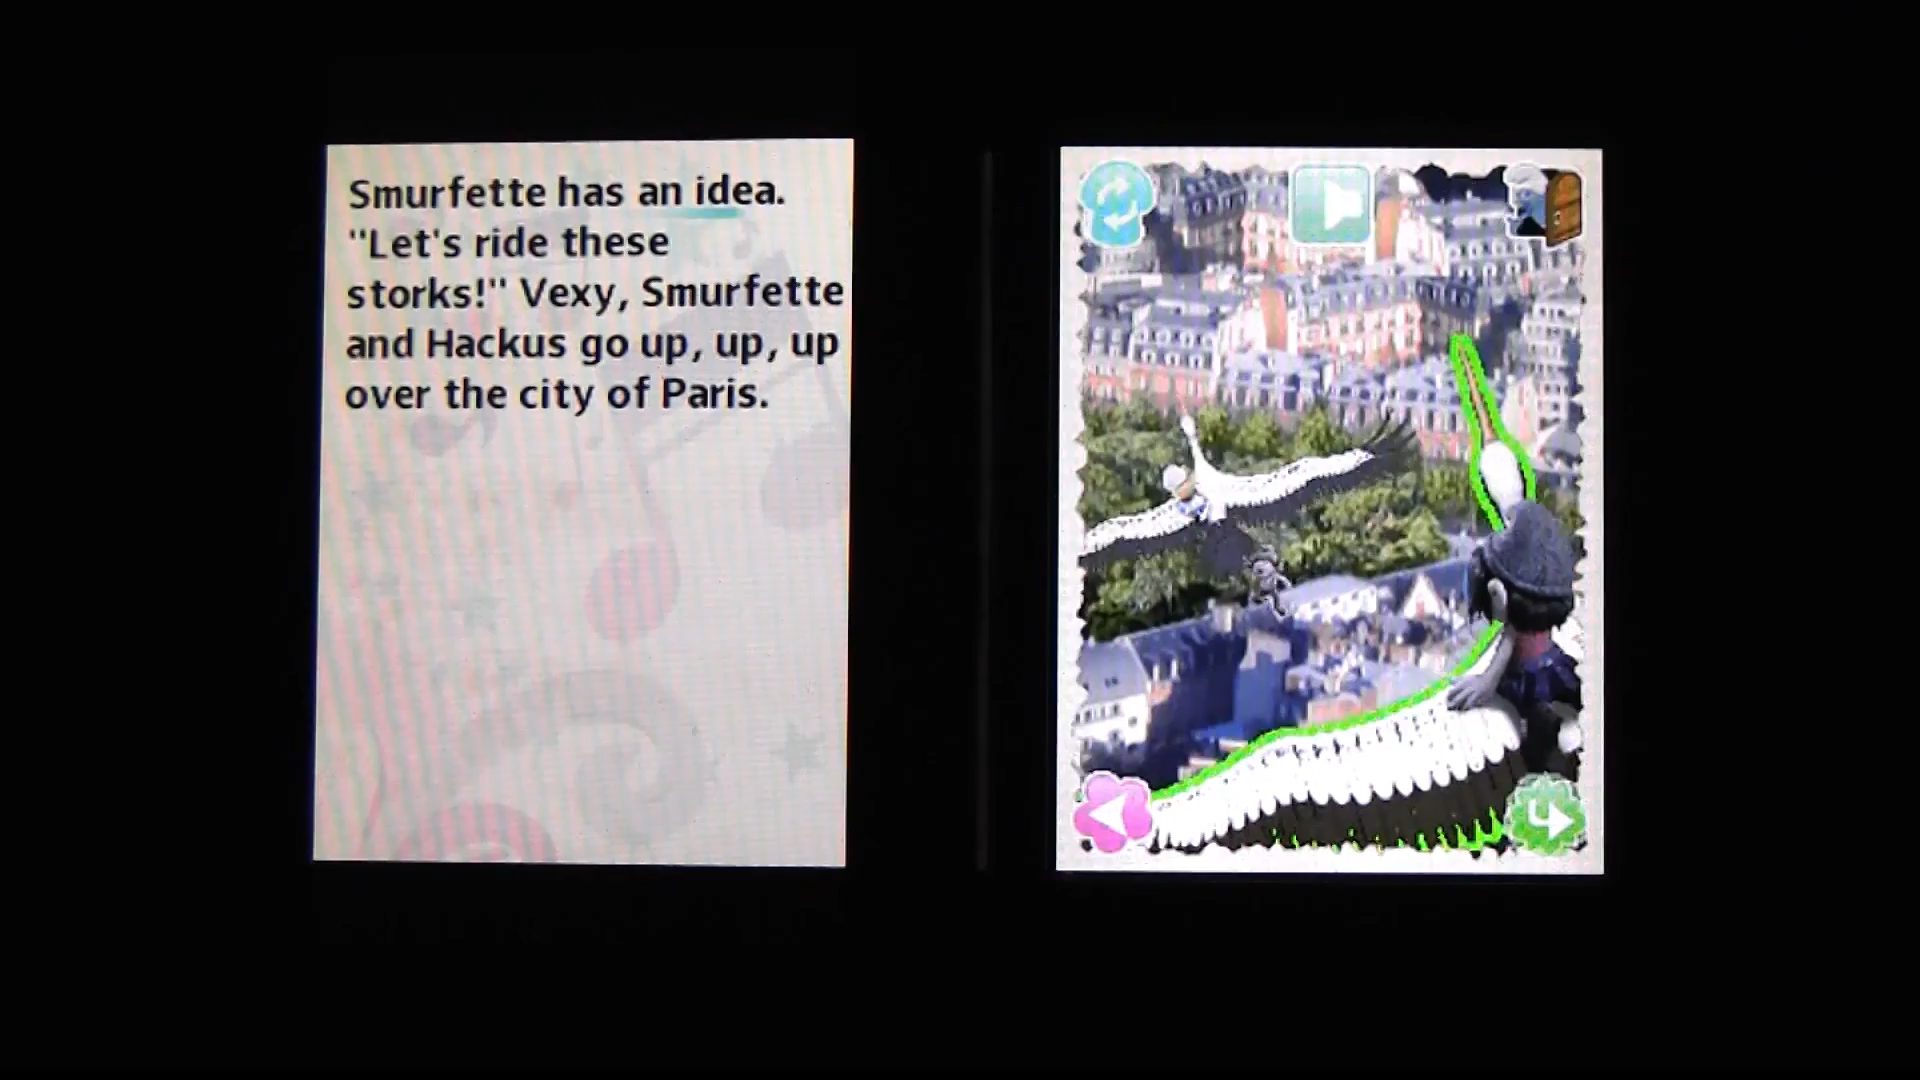 Smurfette has an idea.
"Let's ride these
storks!" Vexy, Smurfette
and Hackus go up, up, up
over the city of Paris.